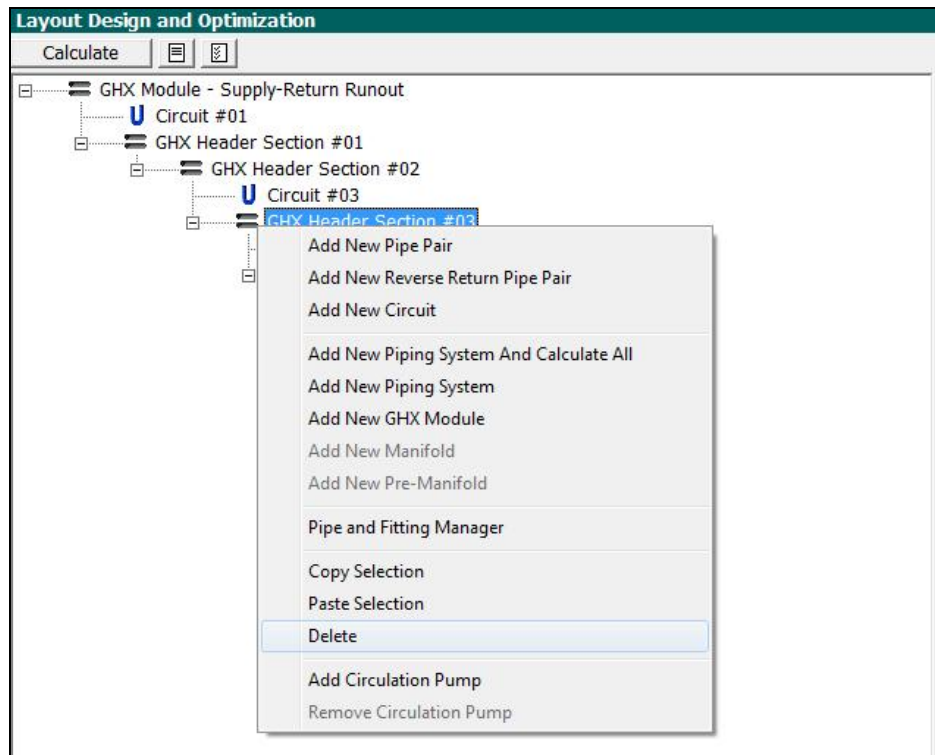 Layout Design and Optimization
Calculate
GHX Module - Supply-Return Runout
Circuit #01
GHX Header Section #01
GHX Header Section #02
Circuit #03
GHX Header Section #03
Add New Pipe Pair
Add New Reverse Return Pipe Pair
Add New Circuit
Add New Piping System And Calculate All
Add New Piping System
Add New GHX Module
Add New Manifold
Add New Pre-Manifold
Pipe and Fitting Manager
Copy Selection
Paste Selection
Delete
Add Circulation Pump
Remove Circulation Pump